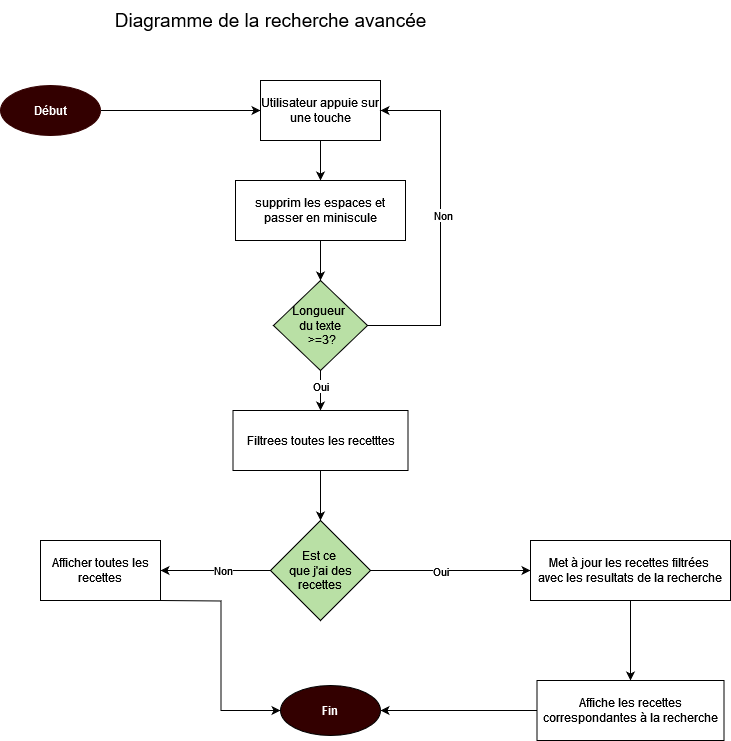 Diagramme de la recherche avancée
Début
Utilisateur appuie sur
une touche
supprim les espaces et
passer en miniscule
Non
Longueur
du texte
>=3?
Oui
Filtrees toutes les recetttes
Est ce
que j'ai des
recettes
Non
Oui
Afficher toutes les
recettes
Met à jour les recettes filtrées
avec les resultats de la recherche
Fin
Affiche les recettes
correspondantes à la recherche